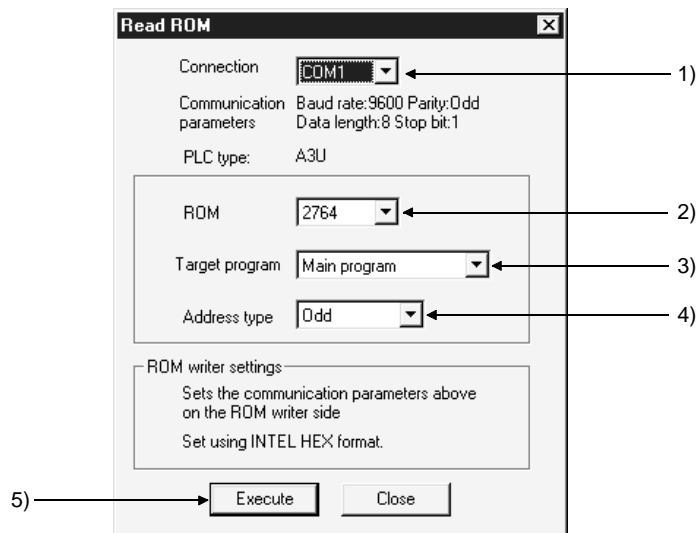 Read ROM
Connection COM1 1)
Communication Baud rate:9600 Parity:Odd
parameters Data length:8 Stop bit:1
PLC type: A3U
ROM 2764 2)
Target program Main program 3)
Address type Odd 4)
ROM writer settings
Sets the communication parameters above
on the ROM writer side
Set using INTEL HEX format.
5) Execute Close